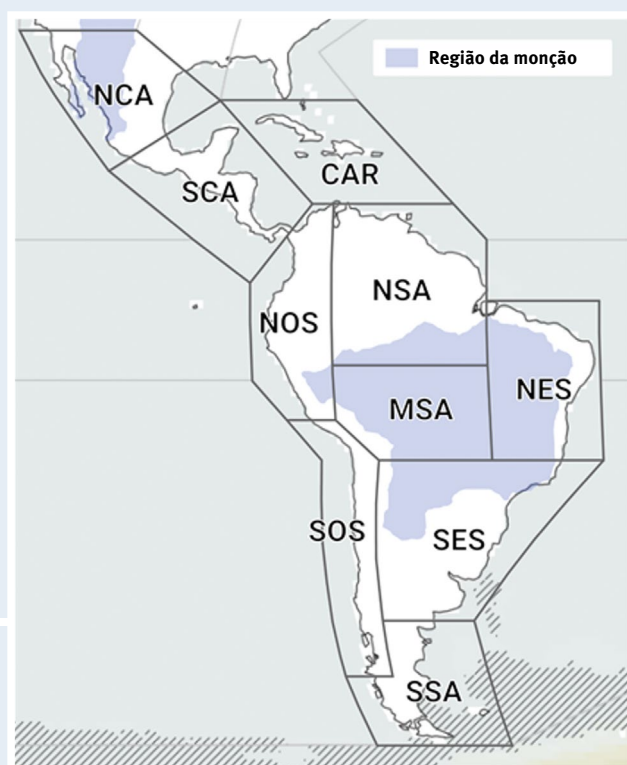 Região da monção
NCA
SCA
CAR
NSA
NOS
NES
MSA
SOS
SES
SSA